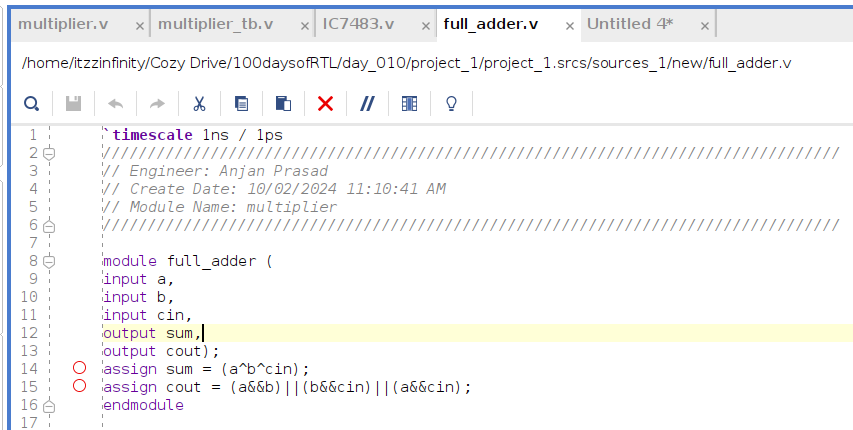 multiplier.v × multiplier_tb.v × IC7483.v × full_adder.v × Untitled 4* ×
/home/itzzinfinity/Cozy Drive/100daysofRTL/day_010/project_1/project_1.srcs/sources_1/new/full_adder.v
1 `timescale 1ns / 1ps
2 //////////////////////////////////////////////////////////////////////////////////
3 // Engineer: Anjan Prasad
4 // Create Date: 10/02/2024 11:10:41 AM
5 // Module Name: multiplier
6 //////////////////////////////////////////////////////////////////////////////////
7
8 module full_adder (
9 input a,
10 input b,
11 input cin,
12 output sum,
13 output cout);
14 assign sum = (a^b^cin);
15 assign cout = (a&&b)||(b&&cin)||(a&&cin);
16 endmodule
17